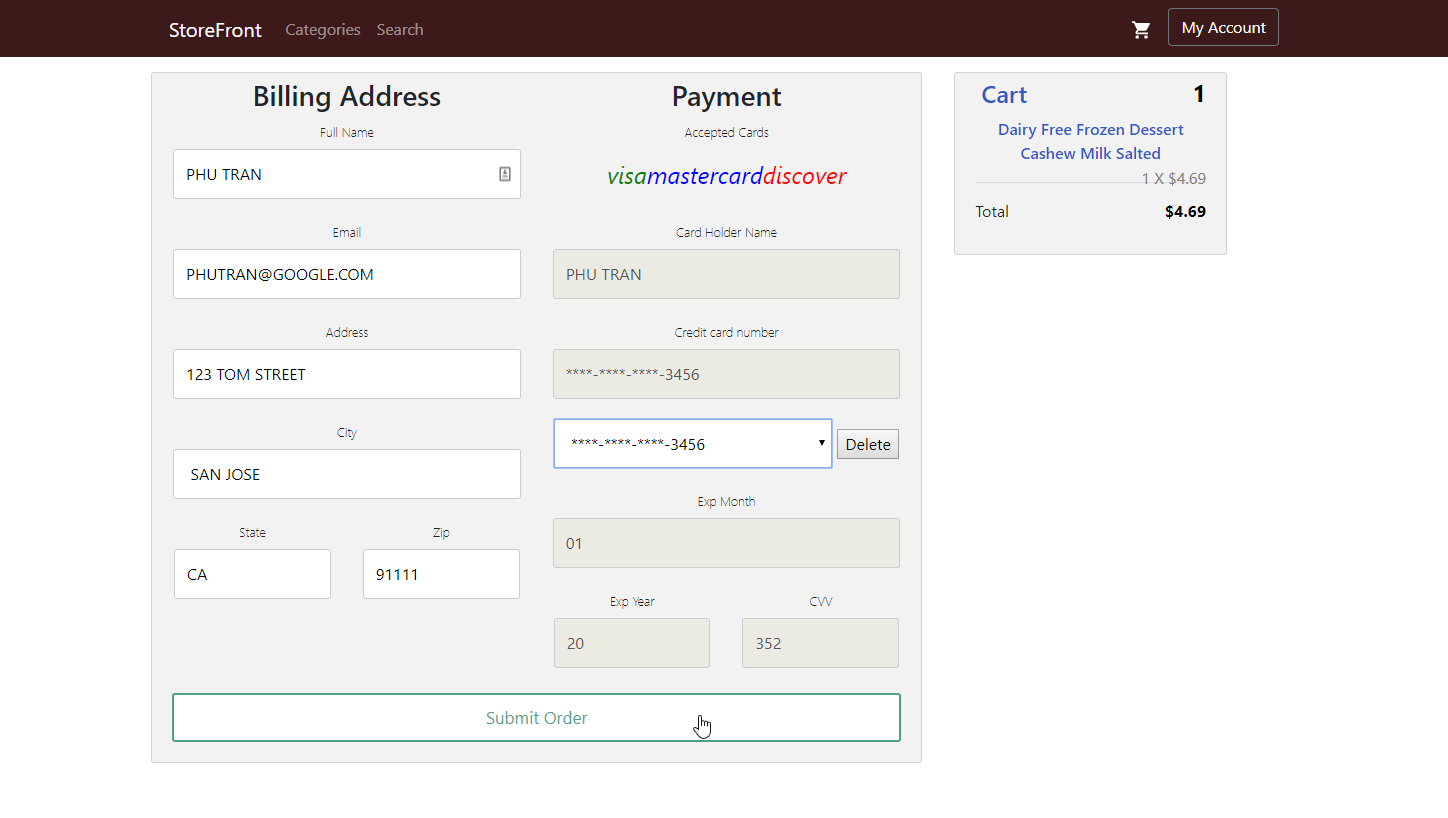 StoreFront Categories Search My Account
Billing Address
Full Name
PHU TRAN
Email
PHUTRAN@GOOGLE.COM
Address
123 TOM STREET
City
SAN JOSE
State Zip
CA 91111
Payment
Accepted Cards
visamastercarddiscover
Card Holder Name
PHU TRAN
Credit card number
****-****-****-3456
****-****-****-3456 Delete
Exp Month
01
Exp Year CVV
20 352
Submit Order
Cart 1
Dairy Free Frozen Dessert
Cashew Milk Salted
1 X $4.69
Total $4.69